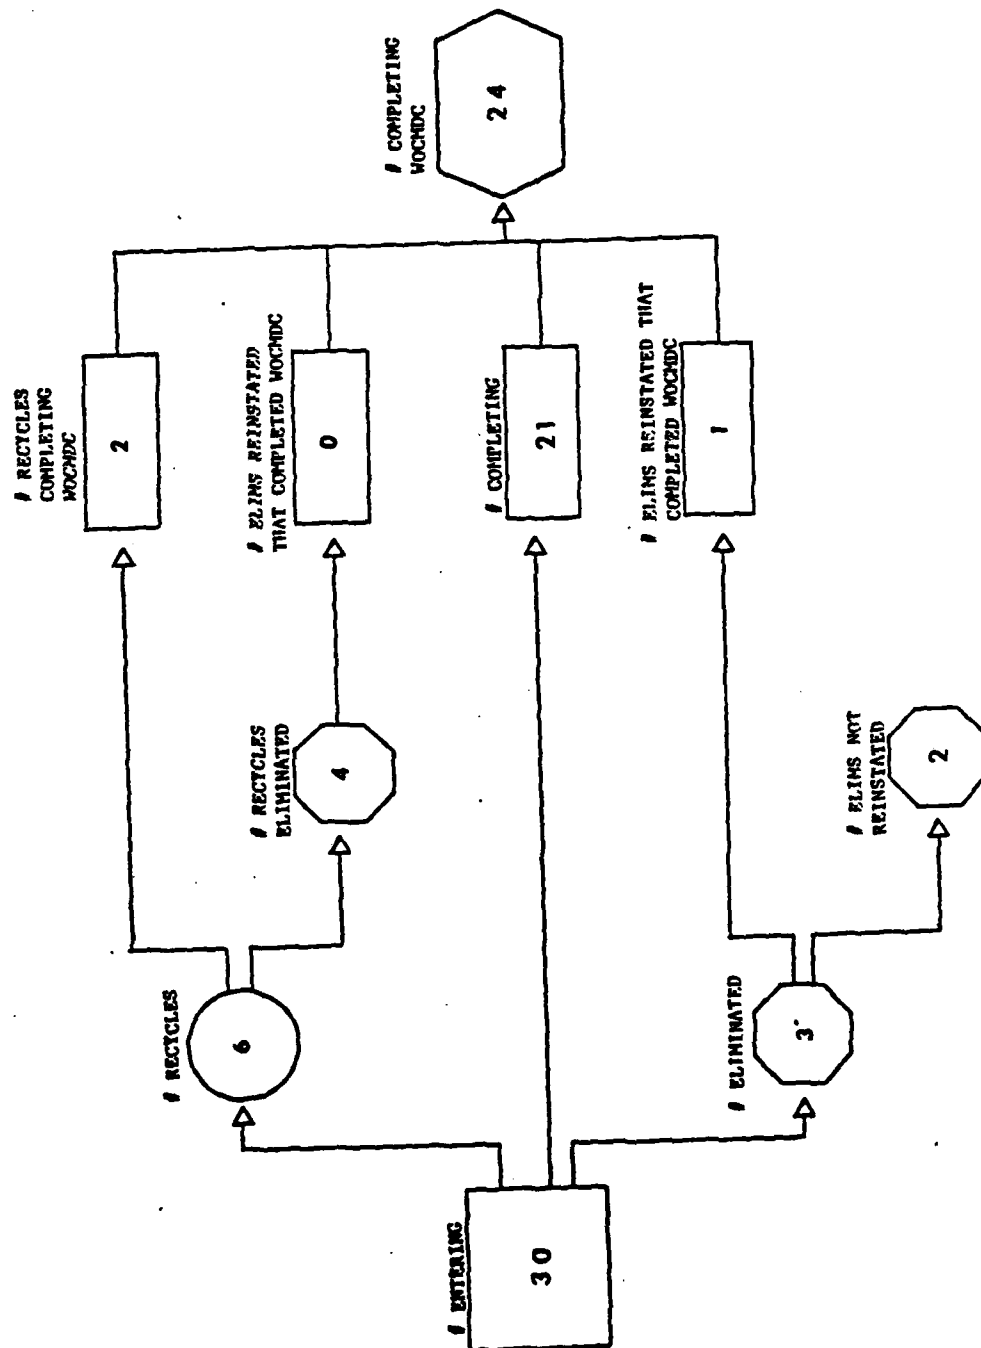 # ENTERING
30
# RECYCLES
6
# ELIMINATED
3
# RECYCLES
ELIMINATED
4
# ELIMS NOT
REINSTATED
2
# RECYCLES
COMPLETING
WOCMDC
2
# ELIMS REINSTATED
THAT COMPLETED WOCMDC
0
# COMPLETING
21
# ELIMS REINSTATED THAT
COMPLETED WOCMDC
1
# COMPLETING
WOCMDC
24